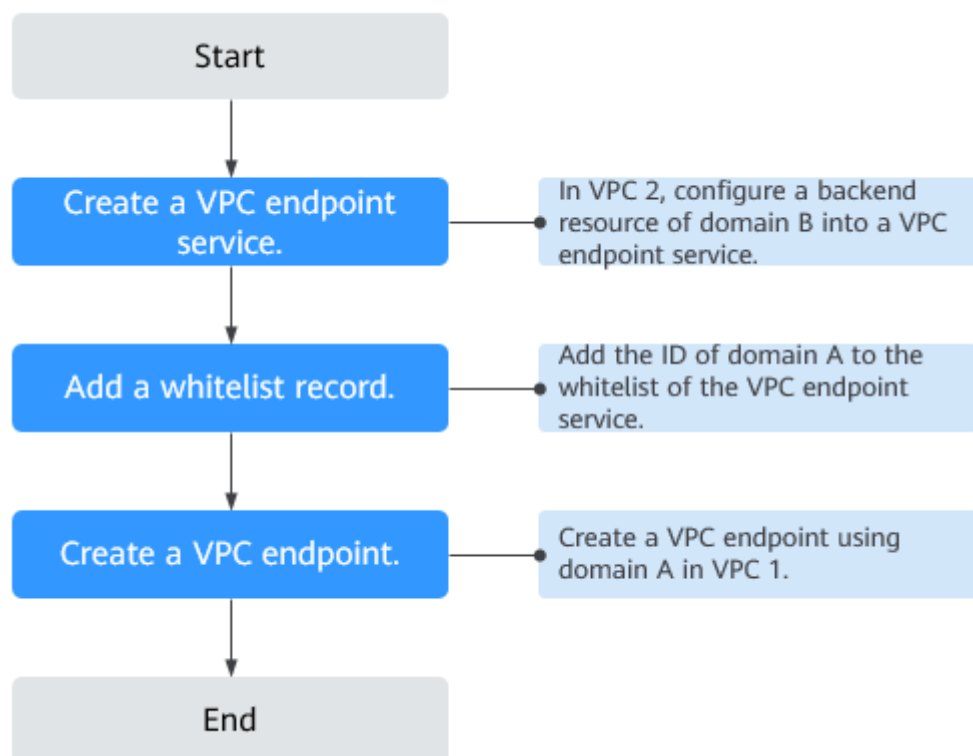 Start
Create a VPC endpoint
service.
In VPC 2, configure a backend
resource of domain B into a VPC
endpoint service.
Add a whitelist record.
Add the ID of domain A to the
whitelist of the VPC endpoint
service.
Create a VPC endpoint.
Create a VPC endpoint using
domain A in VPC 1.
End